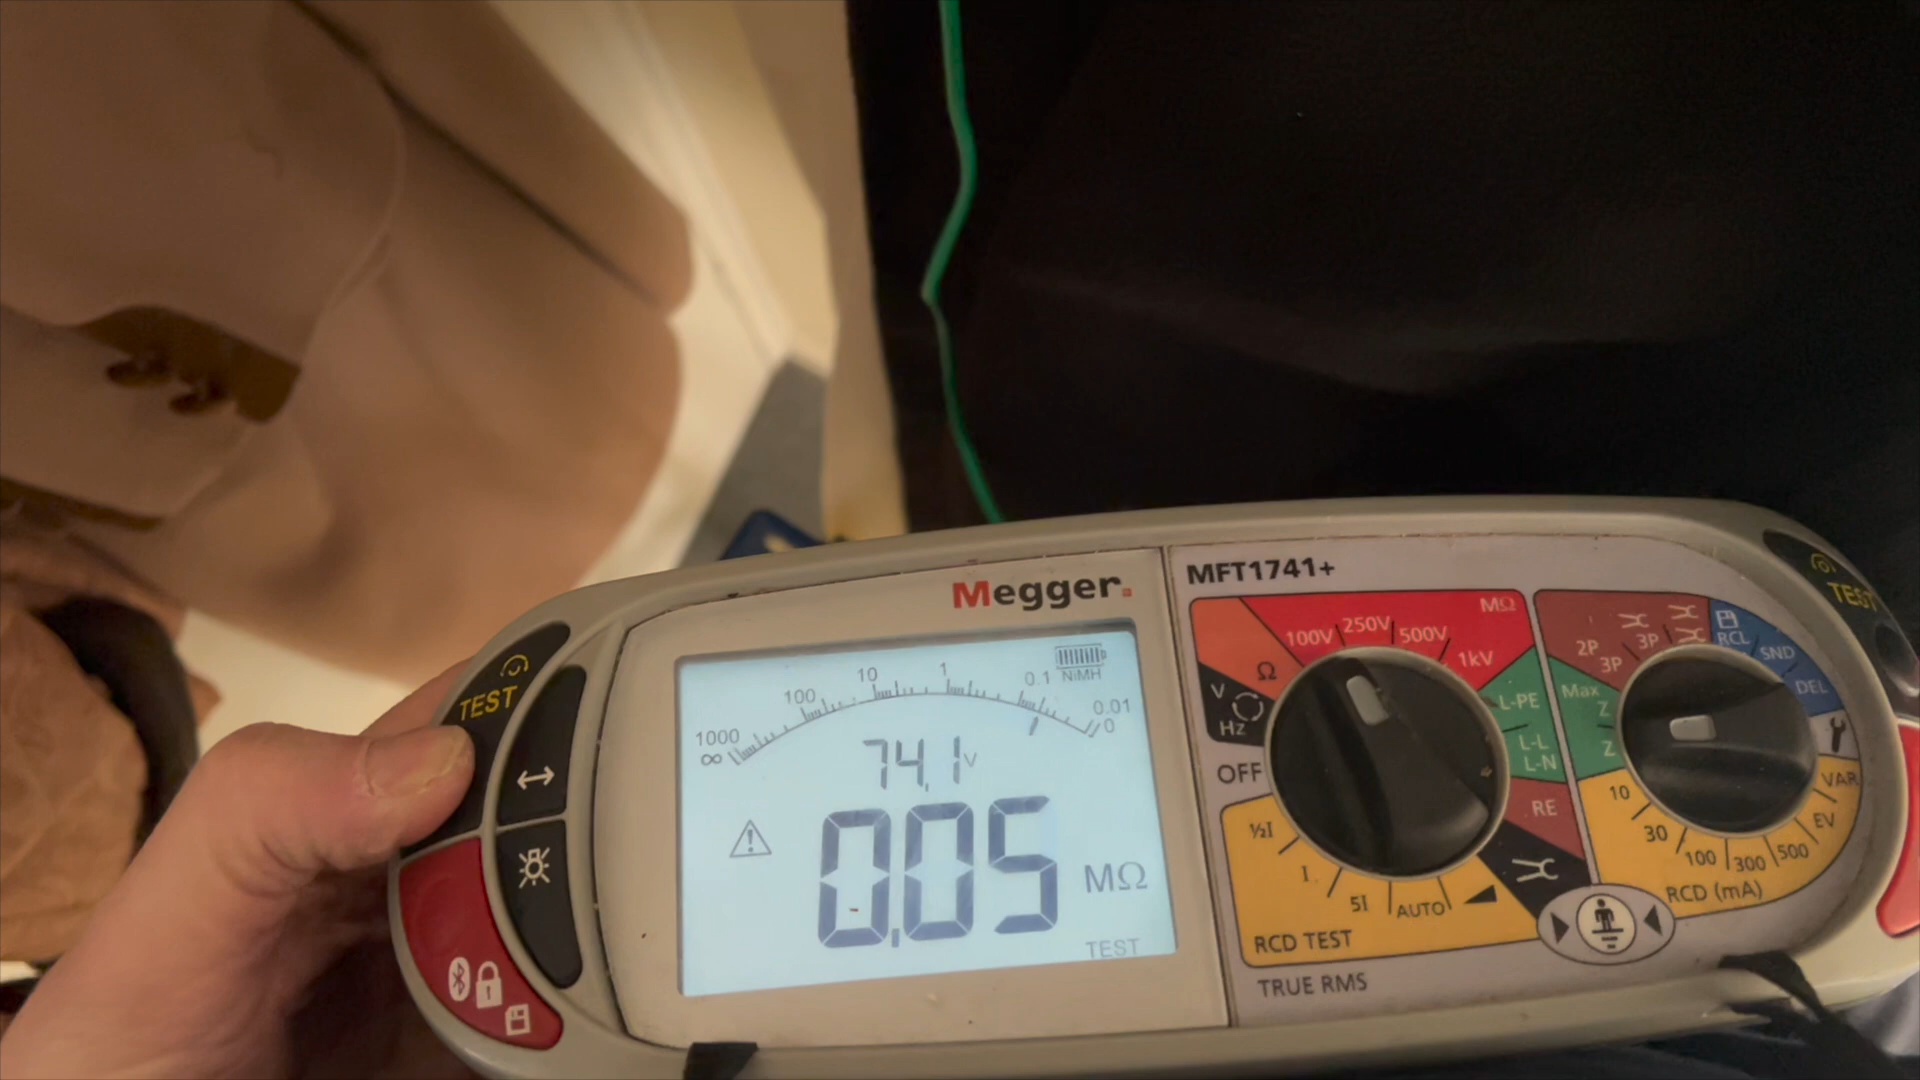 Megger.
MFT1741+
TEST
1000
∞
100
10
1
0.1
0.01
0
NiMH
74.1V
0.05
MΩ
TEST
MΩ
100V
250V
500V
1kV
Ω
V
Hz
OFF
L-PE
L-L
L-N
RE
½I
I
5I
AUTO
RCD TEST
TRUE RMS
2P
3P
3P
RCL
SND
DEL
Max
Z
Z
10
30
100
300
500
EV
VAR
RCD (mA)
TEST